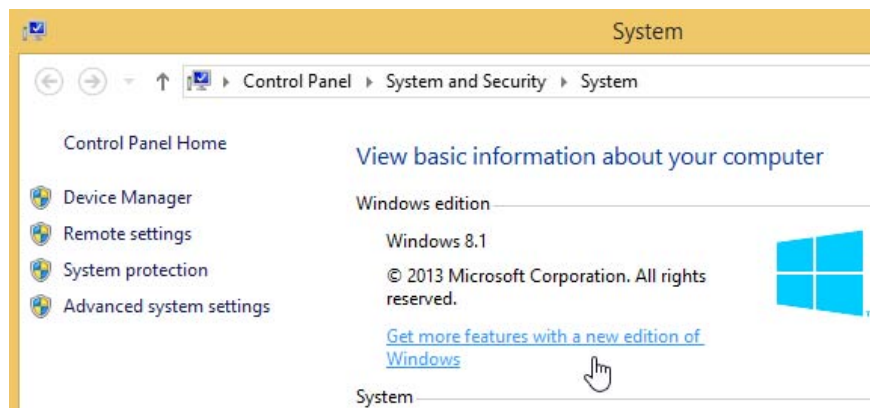 System
Control Panel System and Security System
Control Panel Home
Device Manager
Remote settings
System protection
Advanced system settings
View basic information about your computer
Windows edition
Windows 8.1
© 2013 Microsoft Corporation. All rights
reserved.
Get more features with a new edition of
Windows
System